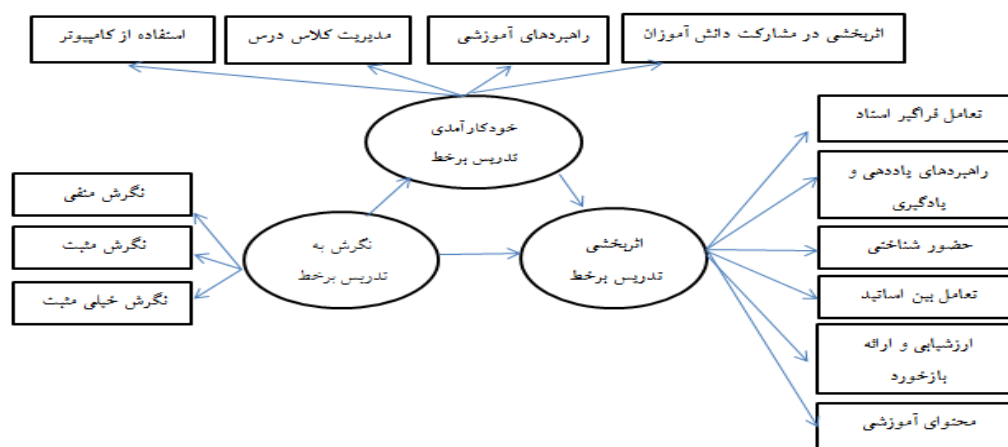 اثربخشی در مشارکت دانش آموزان
راهبردهای آموزشی
مدیریت کلاس درس
استفاده از کامپیوتر
خودکارآمدی
تدریس برخط
تعامل فراگیر استاد
راهبردهای یاددهی و
یادگیری
حضور شناختی
تعامل بین اساتید
ارزشیابی و ارائه
بازخورد
محتوای آموزشی
اثربخشی
تدریس برخط
نگرش به
تدریس برخط
نگرش منفی
نگرش مثبت
نگرش خیلی مثبت